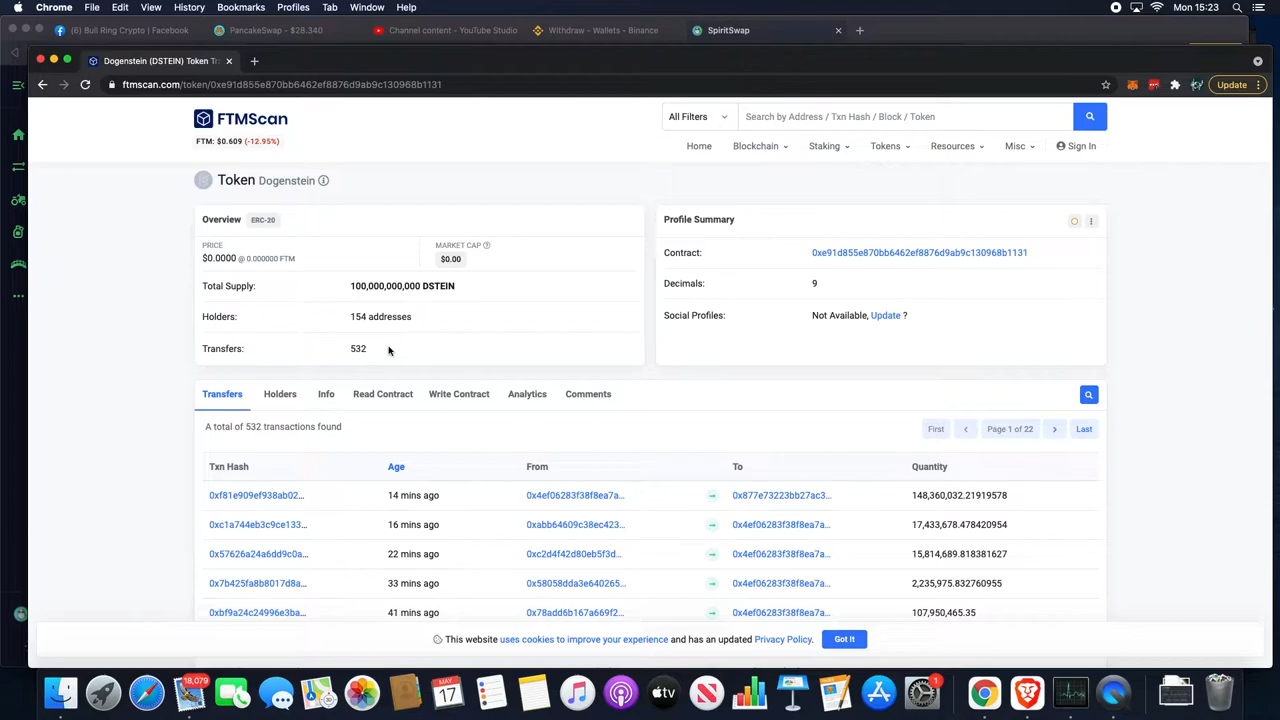 Chrome File Edit View History Bookmarks Profiles Tab Window Help Mon 15:23
(6) Bull Ring Crypto | Facebook PancakeSwap - $28.340 Channel content - YouTube Studio Withdraw - Wallets - Binance SpiritSwap
Dogenstein (DSTEIN) Token Tr
ftmscan.com/token/0xe91d855e870bb6462ef8876d9ab9c130968b1131 Update
FTMScan All Filters Search by Address / Txn Hash / Block / Token
FTM: $0.609 (-12.95%) Home Blockchain Staking Tokens Resources Misc Sign In
Token Dogenstein
Overview ERC-20 Profile Summary
PRICE MARKET CAP
$0.0000 @ 0.000000 FTM $0.00 Contract: 0xe91d855e870bb6462ef8876d9ab9c130968b1131
Total Supply: 100,000,000,000 DSTEIN Decimals: 9
Holders: 154 addresses Social Profiles: Not Available, Update ?
Transfers: 532
Transfers Holders Info Read Contract Write Contract Analytics Comments
A total of 532 transactions found First Page 1 of 22 Last
Txn Hash Age From To Quantity
0xf81e909ef938ab02... 14 mins ago 0x4ef06283f38f8ea7a... 0x877e73223bb27ac3... 148,360,032.21919578
0xc1a744eb3c9ce133... 16 mins ago 0xabb64609c38ec423... 0x4ef06283f38f8ea7a... 17,433,678.478420954
0x57626a24a6dd9c0a... 22 mins ago 0xc2d4f42d80eb5f3d... 0x4ef06283f38f8ea7a... 15,814,689.818381627
0x7b425fa8b8017d8a... 33 mins ago 0x58058dda3e640265... 0x4ef06283f38f8ea7a... 2,235,975.832760955
0xbf9a24c24996e3ba... 41 mins ago 0x78add6b167a669f2... 0x4ef06283f38f8ea7a... 107,950,465.35
This website uses cookies to improve your experience and has an updated Privacy Policy. Got It
18,079 MAY 17 tv 1